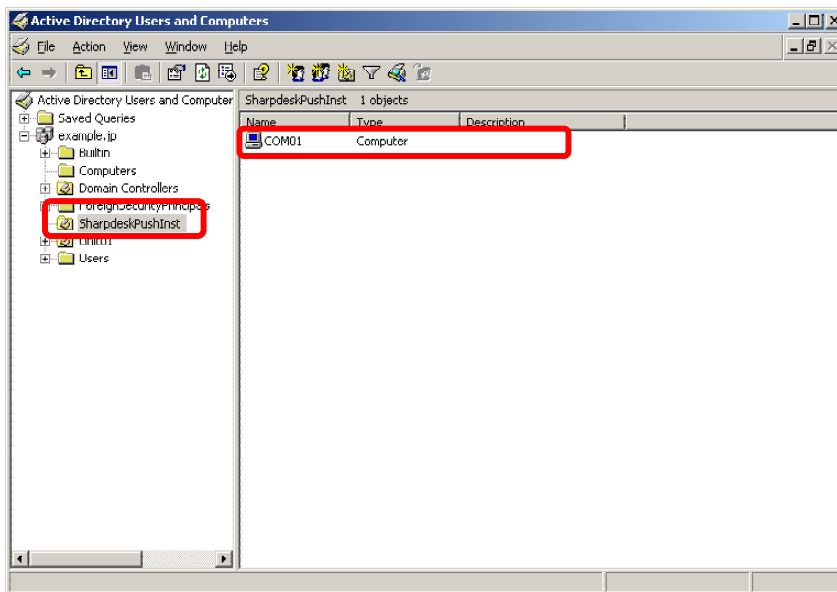 Active Directory Users and Computers
File Action View Window Help
Active Directory Users and Computer
SharpdeskPushInst 1 objects
Saved Queries
example.jp
Builtin
Computers
Domain Controllers
ForeignSecurityPrincipals
SharpdeskPushInst
Unit01
Users
Name Type Description
COM01 Computer